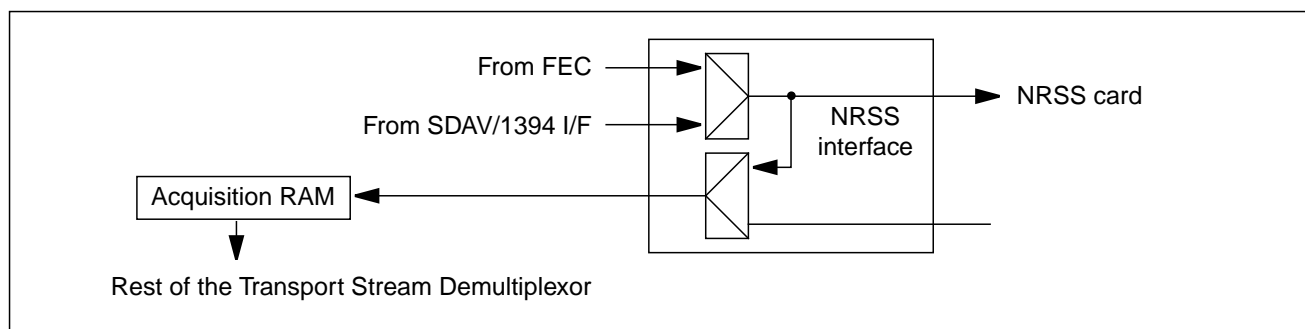 From FEC
NRSS card
NRSS
interface
From SDAV/1394 I/F
Acquisition RAM
Rest of the Transport Stream Demultiplexor